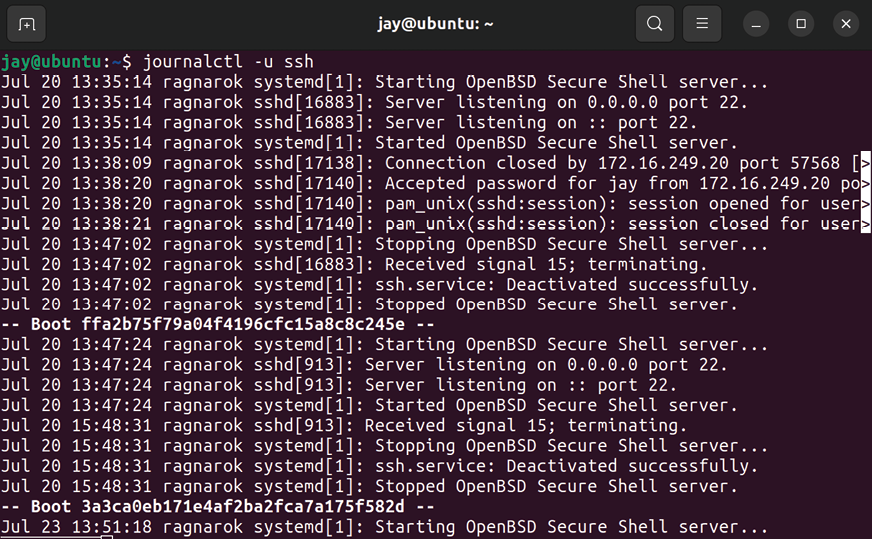 jay@ubuntu: ~
jay@ubuntu:~$ journalctl -u ssh
Jul 20 13:35:14 ragnarok systemd[1]: Starting OpenBSD Secure Shell server...
Jul 20 13:35:14 ragnarok sshd[16883]: Server listening on 0.0.0.0 port 22.
Jul 20 13:35:14 ragnarok sshd[16883]: Server listening on :: port 22.
Jul 20 13:35:14 ragnarok systemd[1]: Started OpenBSD Secure Shell server.
Jul 20 13:38:09 ragnarok sshd[17138]: Connection closed by 172.16.249.20 port 57568 [>
Jul 20 13:38:20 ragnarok sshd[17140]: Accepted password for jay from 172.16.249.20 po>
Jul 20 13:38:20 ragnarok sshd[17140]: pam_unix(sshd:session): session opened for user>
Jul 20 13:38:21 ragnarok sshd[17140]: pam_unix(sshd:session): session closed for user>
Jul 20 13:47:02 ragnarok systemd[1]: Stopping OpenBSD Secure Shell server...
Jul 20 13:47:02 ragnarok sshd[16883]: Received signal 15; terminating.
Jul 20 13:47:02 ragnarok systemd[1]: ssh.service: Deactivated successfully.
Jul 20 13:47:02 ragnarok systemd[1]: Stopped OpenBSD Secure Shell server.
-- Boot ffa2b75f79a04f4196cfc15a8c8c245e --
Jul 20 13:47:24 ragnarok systemd[1]: Starting OpenBSD Secure Shell server...
Jul 20 13:47:24 ragnarok sshd[913]: Server listening on 0.0.0.0 port 22.
Jul 20 13:47:24 ragnarok sshd[913]: Server listening on :: port 22.
Jul 20 13:47:24 ragnarok systemd[1]: Started OpenBSD Secure Shell server.
Jul 20 15:48:31 ragnarok sshd[913]: Received signal 15; terminating.
Jul 20 15:48:31 ragnarok systemd[1]: Stopping OpenBSD Secure Shell server...
Jul 20 15:48:31 ragnarok systemd[1]: ssh.service: Deactivated successfully.
Jul 20 15:48:31 ragnarok systemd[1]: Stopped OpenBSD Secure Shell server.
-- Boot 3a3ca0eb171e4af2ba2fca7a175f582d --
Jul 23 13:51:18 ragnarok systemd[1]: Starting OpenBSD Secure Shell server...